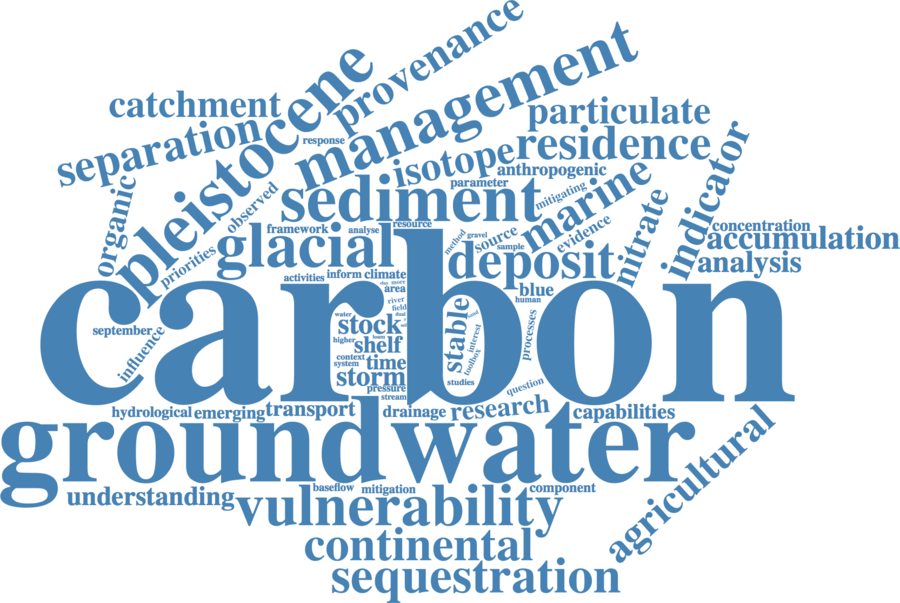 provenance
management
pleistocene
catchment
particulate
separation
response
residence
isotope
anthropogenic
indicator
organic
observed
sediment
parameter
mitigating
marine
nitrate
framework
analyse
resource
method
gravel
source
evidence
concentration
priorities
glacial
sample
accumulation
deposit
analysis
activities
inform
climate
day
more
area
blue
human
carbon
river
field
dual
water
september
influence
stock
stable
interest
toolbox
processes
higher
shelf
context
system
time
storm
pressure
studies
question
stream
hydrological
emerging
transport
drainage
research
capabilities
groundwater
agricultural
understanding
baseflow
mitigation
component
vulnerability
continental
sequestration